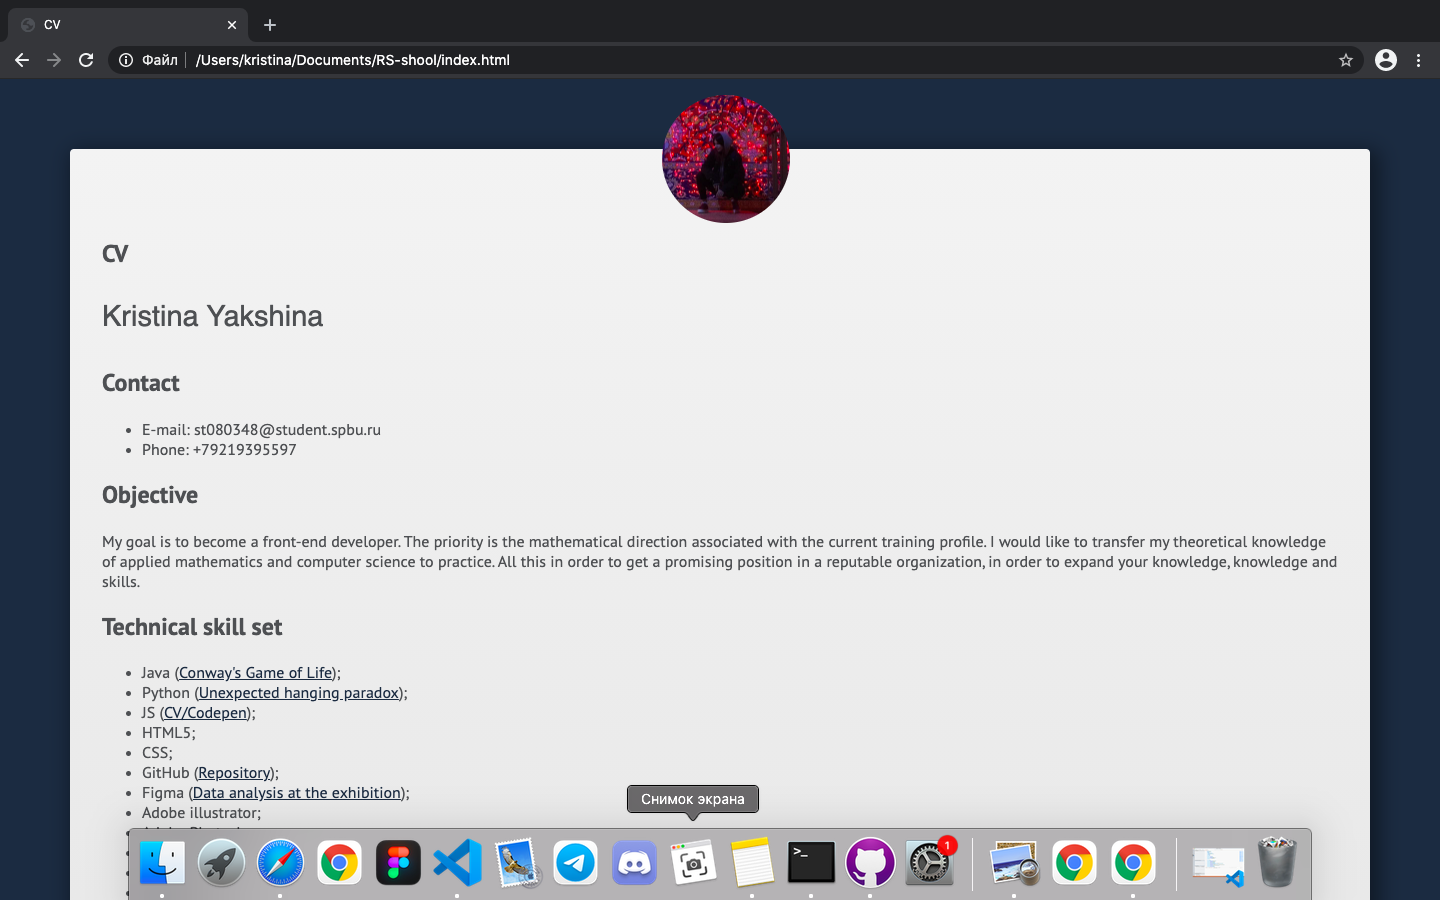 CV
Файл
/Users/kristina/Documents/RS-shool/index.html
CV
Kristina Yakshina
Contact
• E-mail: st080348@student.spbu.ru
• Phone: +79219395597
Objective
My goal is to become a front-end developer. The priority is the mathematical direction associated with the current training profile. I would like to transfer my theoretical knowledge
of applied mathematics and computer science to practice. All this in order to get a promising position in a reputable organization, in order to expand your knowledge, knowledge and
skills.
Technical skill set
• Java (Conway's Game of Life);
• Python (Unexpected hanging paradox);
• JS (CV/Codepen);
• HTML5;
• CSS;
• GitHub (Repository);
• Figma (Data analysis at the exhibition);
• Adobe illustrator;
Снимок экрана
1